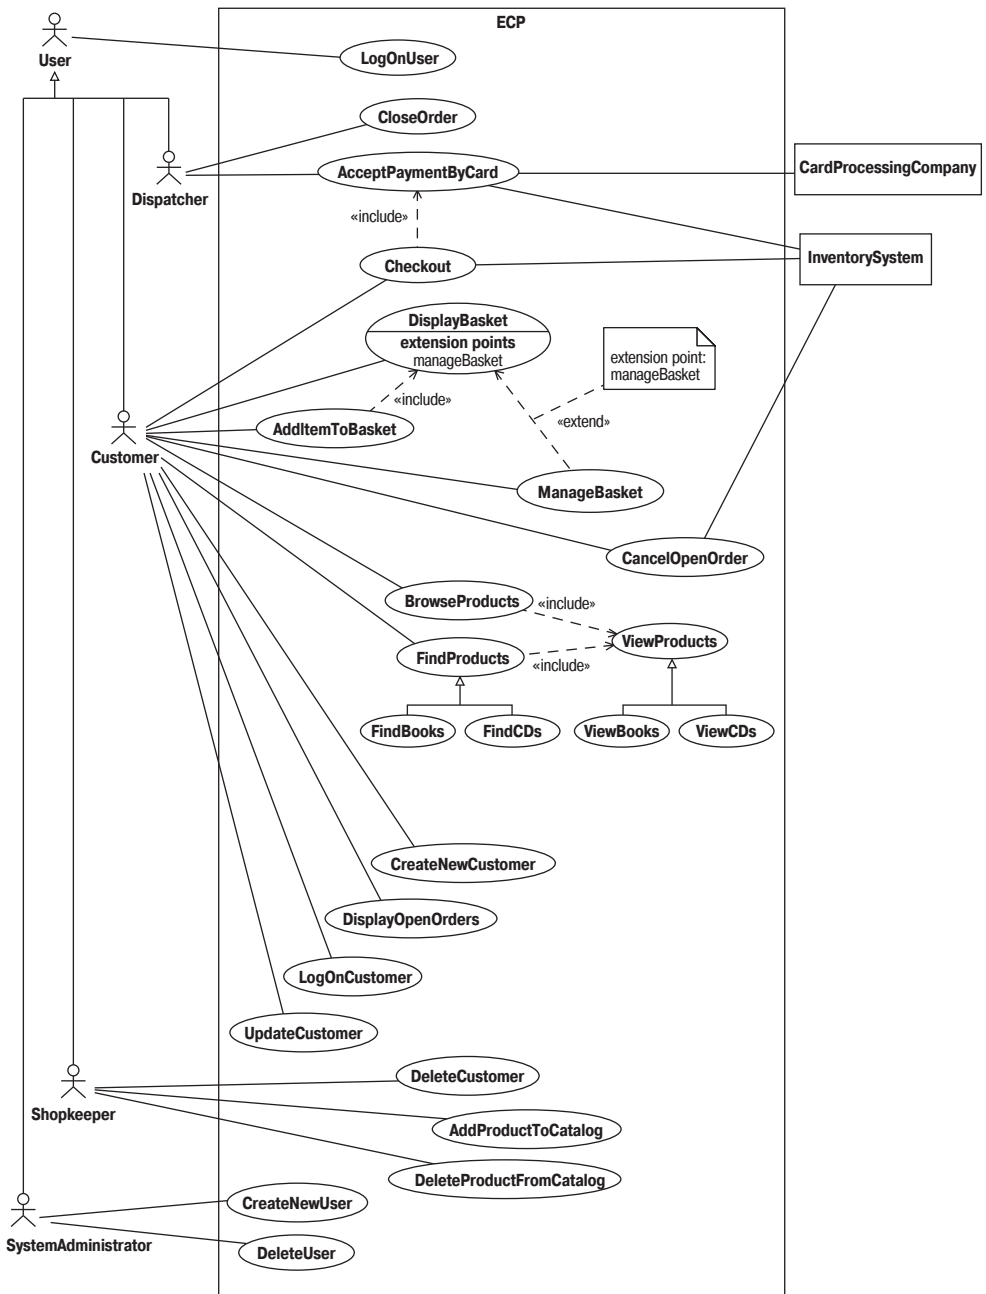 ECP
User
LogOnUser
CloseOrder
Dispatcher
AcceptPaymentByCard
CardProcessingCompany
«include»
Checkout
InventorySystem
DisplayBasket
extension points
manageBasket
extension point:
manageBasket
«include»
«extend»
AddItemToBasket
Customer
ManageBasket
CancelOpenOrder
BrowseProducts
«include»
ViewProducts
FindProducts
«include»
FindBooks
FindCDs
ViewBooks
ViewCDs
CreateNewCustomer
DisplayOpenOrders
LogOnCustomer
UpdateCustomer
DeleteCustomer
Shopkeeper
AddProductToCatalog
DeleteProductFromCatalog
CreateNewUser
SystemAdministrator
DeleteUser